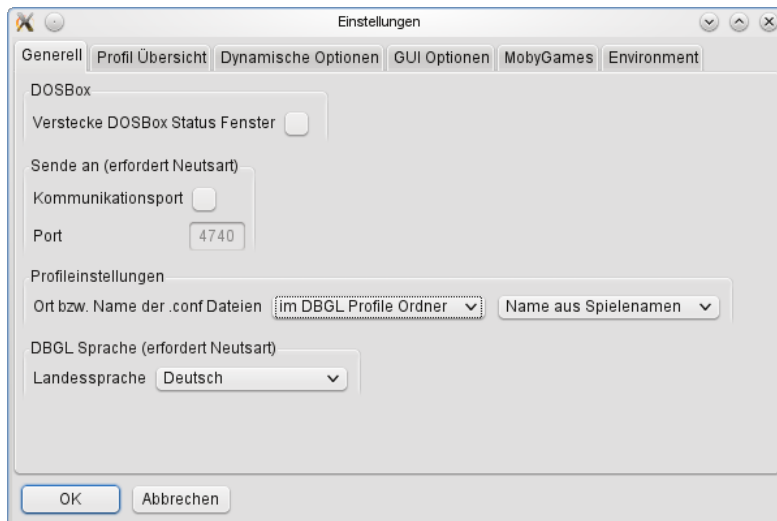 Einstellungen
Generell Profil Übersicht Dynamische Optionen GUI Optionen MobyGames Environment
DOSBox
Verstecke DOSBox Status Fenster
Sende an (erfordert Neutsart)
Kommunikationsport
Port 4740
Profileinstellungen
Ort bzw. Name der .conf Dateien im DBGL Profile Ordner Name aus Spielenamen
DBGL Sprache (erfordert Neutsart)
Landessprache Deutsch
OK Abbrechen